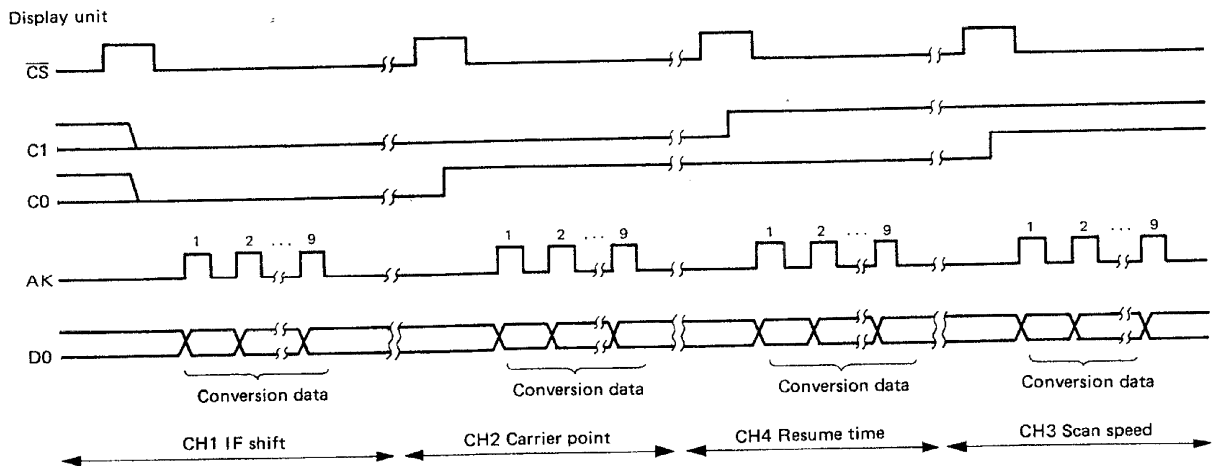 Display unit
CS
C1
C0
1 2 ... 9 1 2 ... 9 1 2 ... 9 1 2 ... 9
AK
D0
Conversion data Conversion data Conversion data Conversion data
CH1 IF shift CH2 Carrier point CH4 Resume time CH3 Scan speed